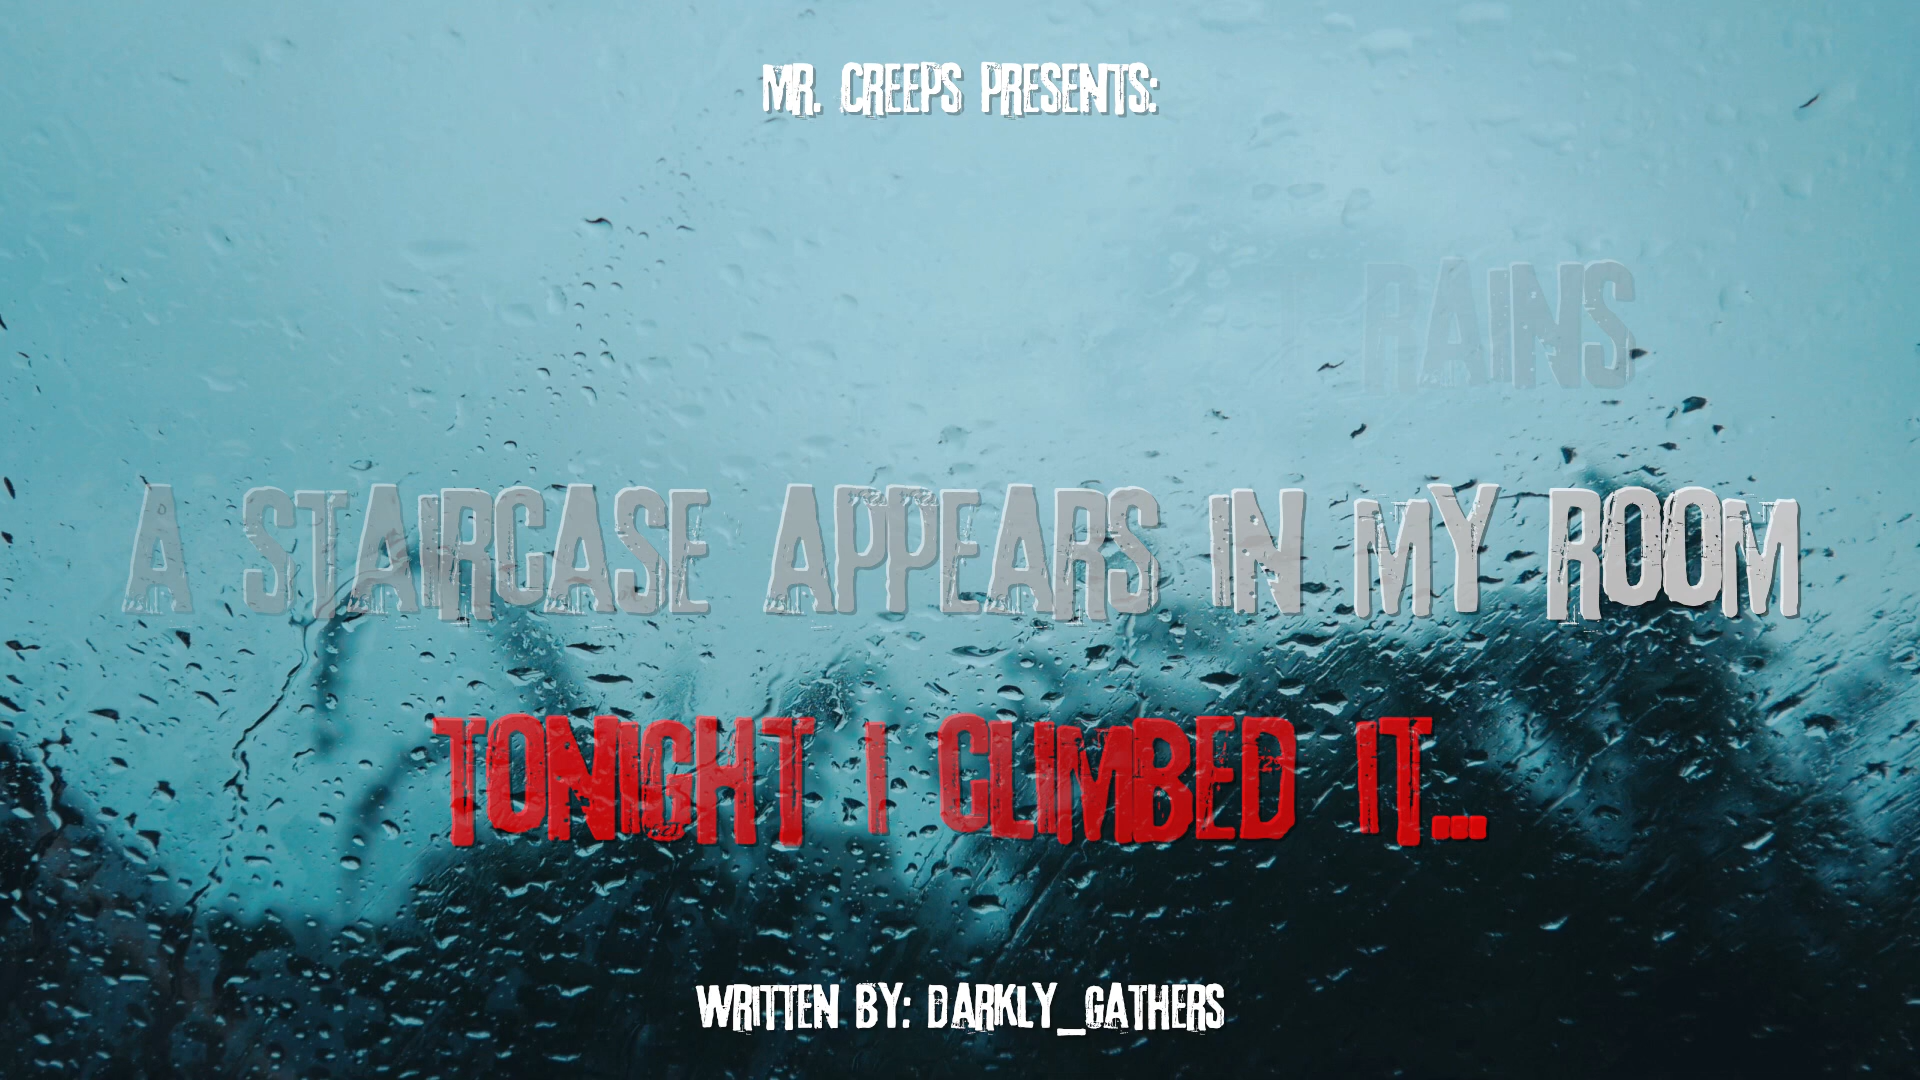 MR. CREEPS PRESENTS:
RAINS
A STAIRCASE APPEARS IN MY ROOM
TONIGHT I CLIMBED IT...
WRITTEN BY: DARKLY_GATHERS